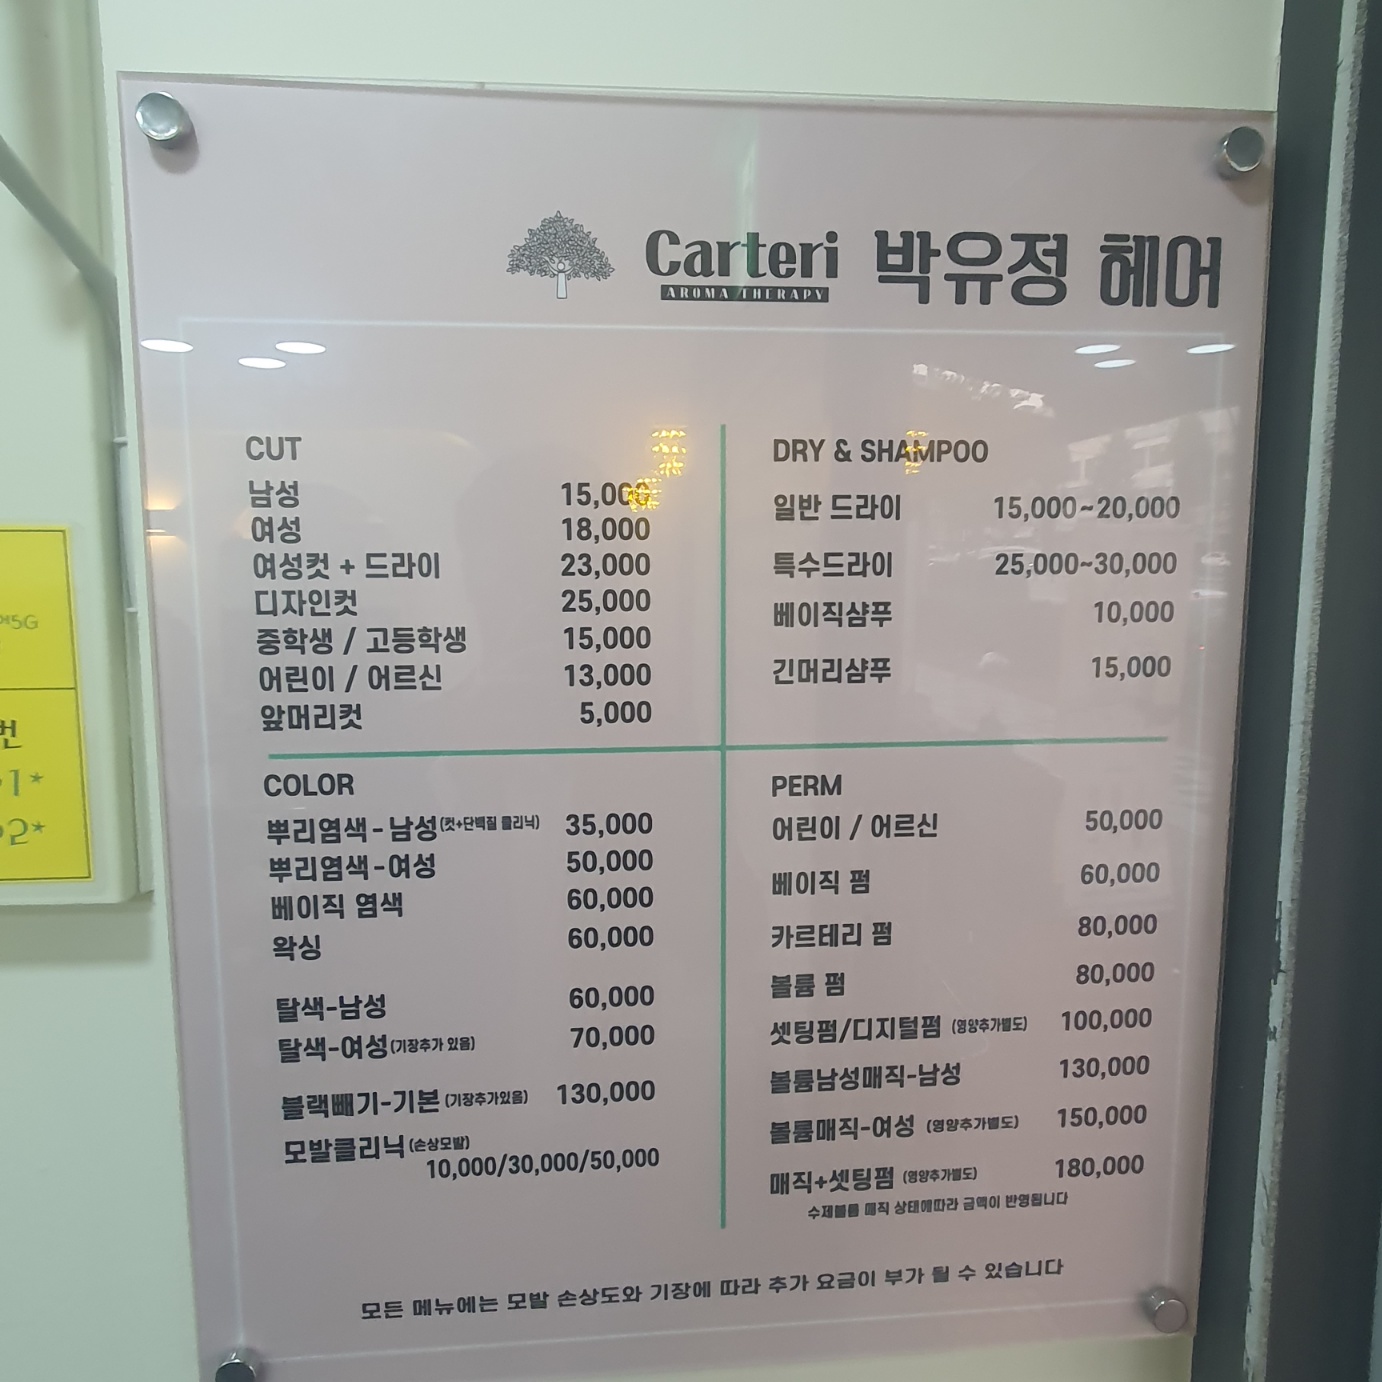 Carteri 박유정 헤어
AROMA THERAPY
CUT
남성 15,000
여성 18,000
여성컷 + 드라이 23,000
디자인컷 25,000
중학생 / 고등학생 15,000
어린이 / 어르신 13,000
앞머리컷 5,000
DRY & SHAMPOO
일반 드라이 15,000~20,000
특수드라이 25,000~30,000
베이직샴푸 10,000
긴머리샴푸 15,000
COLOR
뿌리염색-남성(컷+단백질 클리닉) 35,000
뿌리염색-여성 50,000
베이직 염색 60,000
왁싱 60,000
탈색-남성 60,000
탈색-여성(기장추가 있음) 70,000
블랙빼기-기본(기장추가있음) 130,000
모발클리닉(손상모발)
10,000/30,000/50,000
PERM
어린이 / 어르신 50,000
베이직 펌 60,000
카르테리 펌 80,000
볼륨 펌 80,000
셋팅펌/디지털펌 (영양추가별도) 100,000
볼륨남성매직-남성 130,000
볼륨매직-여성 (영양추가별도) 150,000
매직+셋팅펌 (영양추가별도) 180,000
수제볼륨 매직 상태에따라 금액이 반영됩니다
모든 메뉴에는 모발 손상도와 기장에 따라 추가 요금이 부가 될 수 있습니다
5G
1*
2*